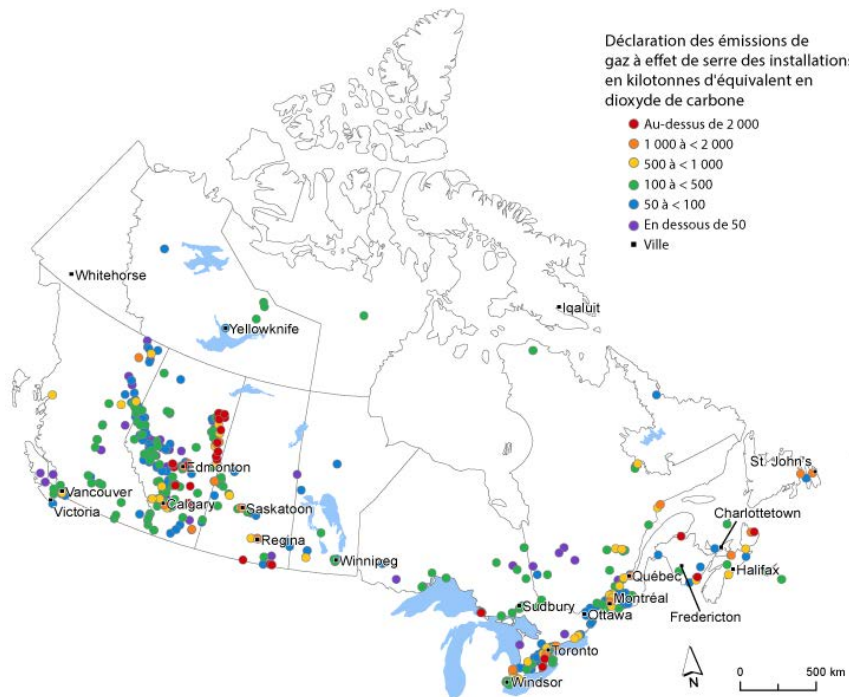 Déclaration des émissions de
gaz à effet de serre des installations
en kilotonnes d'équivalent en
dioxyde de carbone
Au-dessus de 2 000
1 000 à < 2 000
500 à < 1 000
100 à < 500
50 à < 100
En dessous de 50
Ville
Whitehorse
Iqaluit
Yellowknife
St. John's
Edmonton
Charlottetown
Vancouver
Calgary
Saskatoon
Victoria
Regina
Winnipeg
Québec
Halifax
Sudbury
Montréal
Ottawa
Fredericton
Toronto
Windsor
N
0 500 km